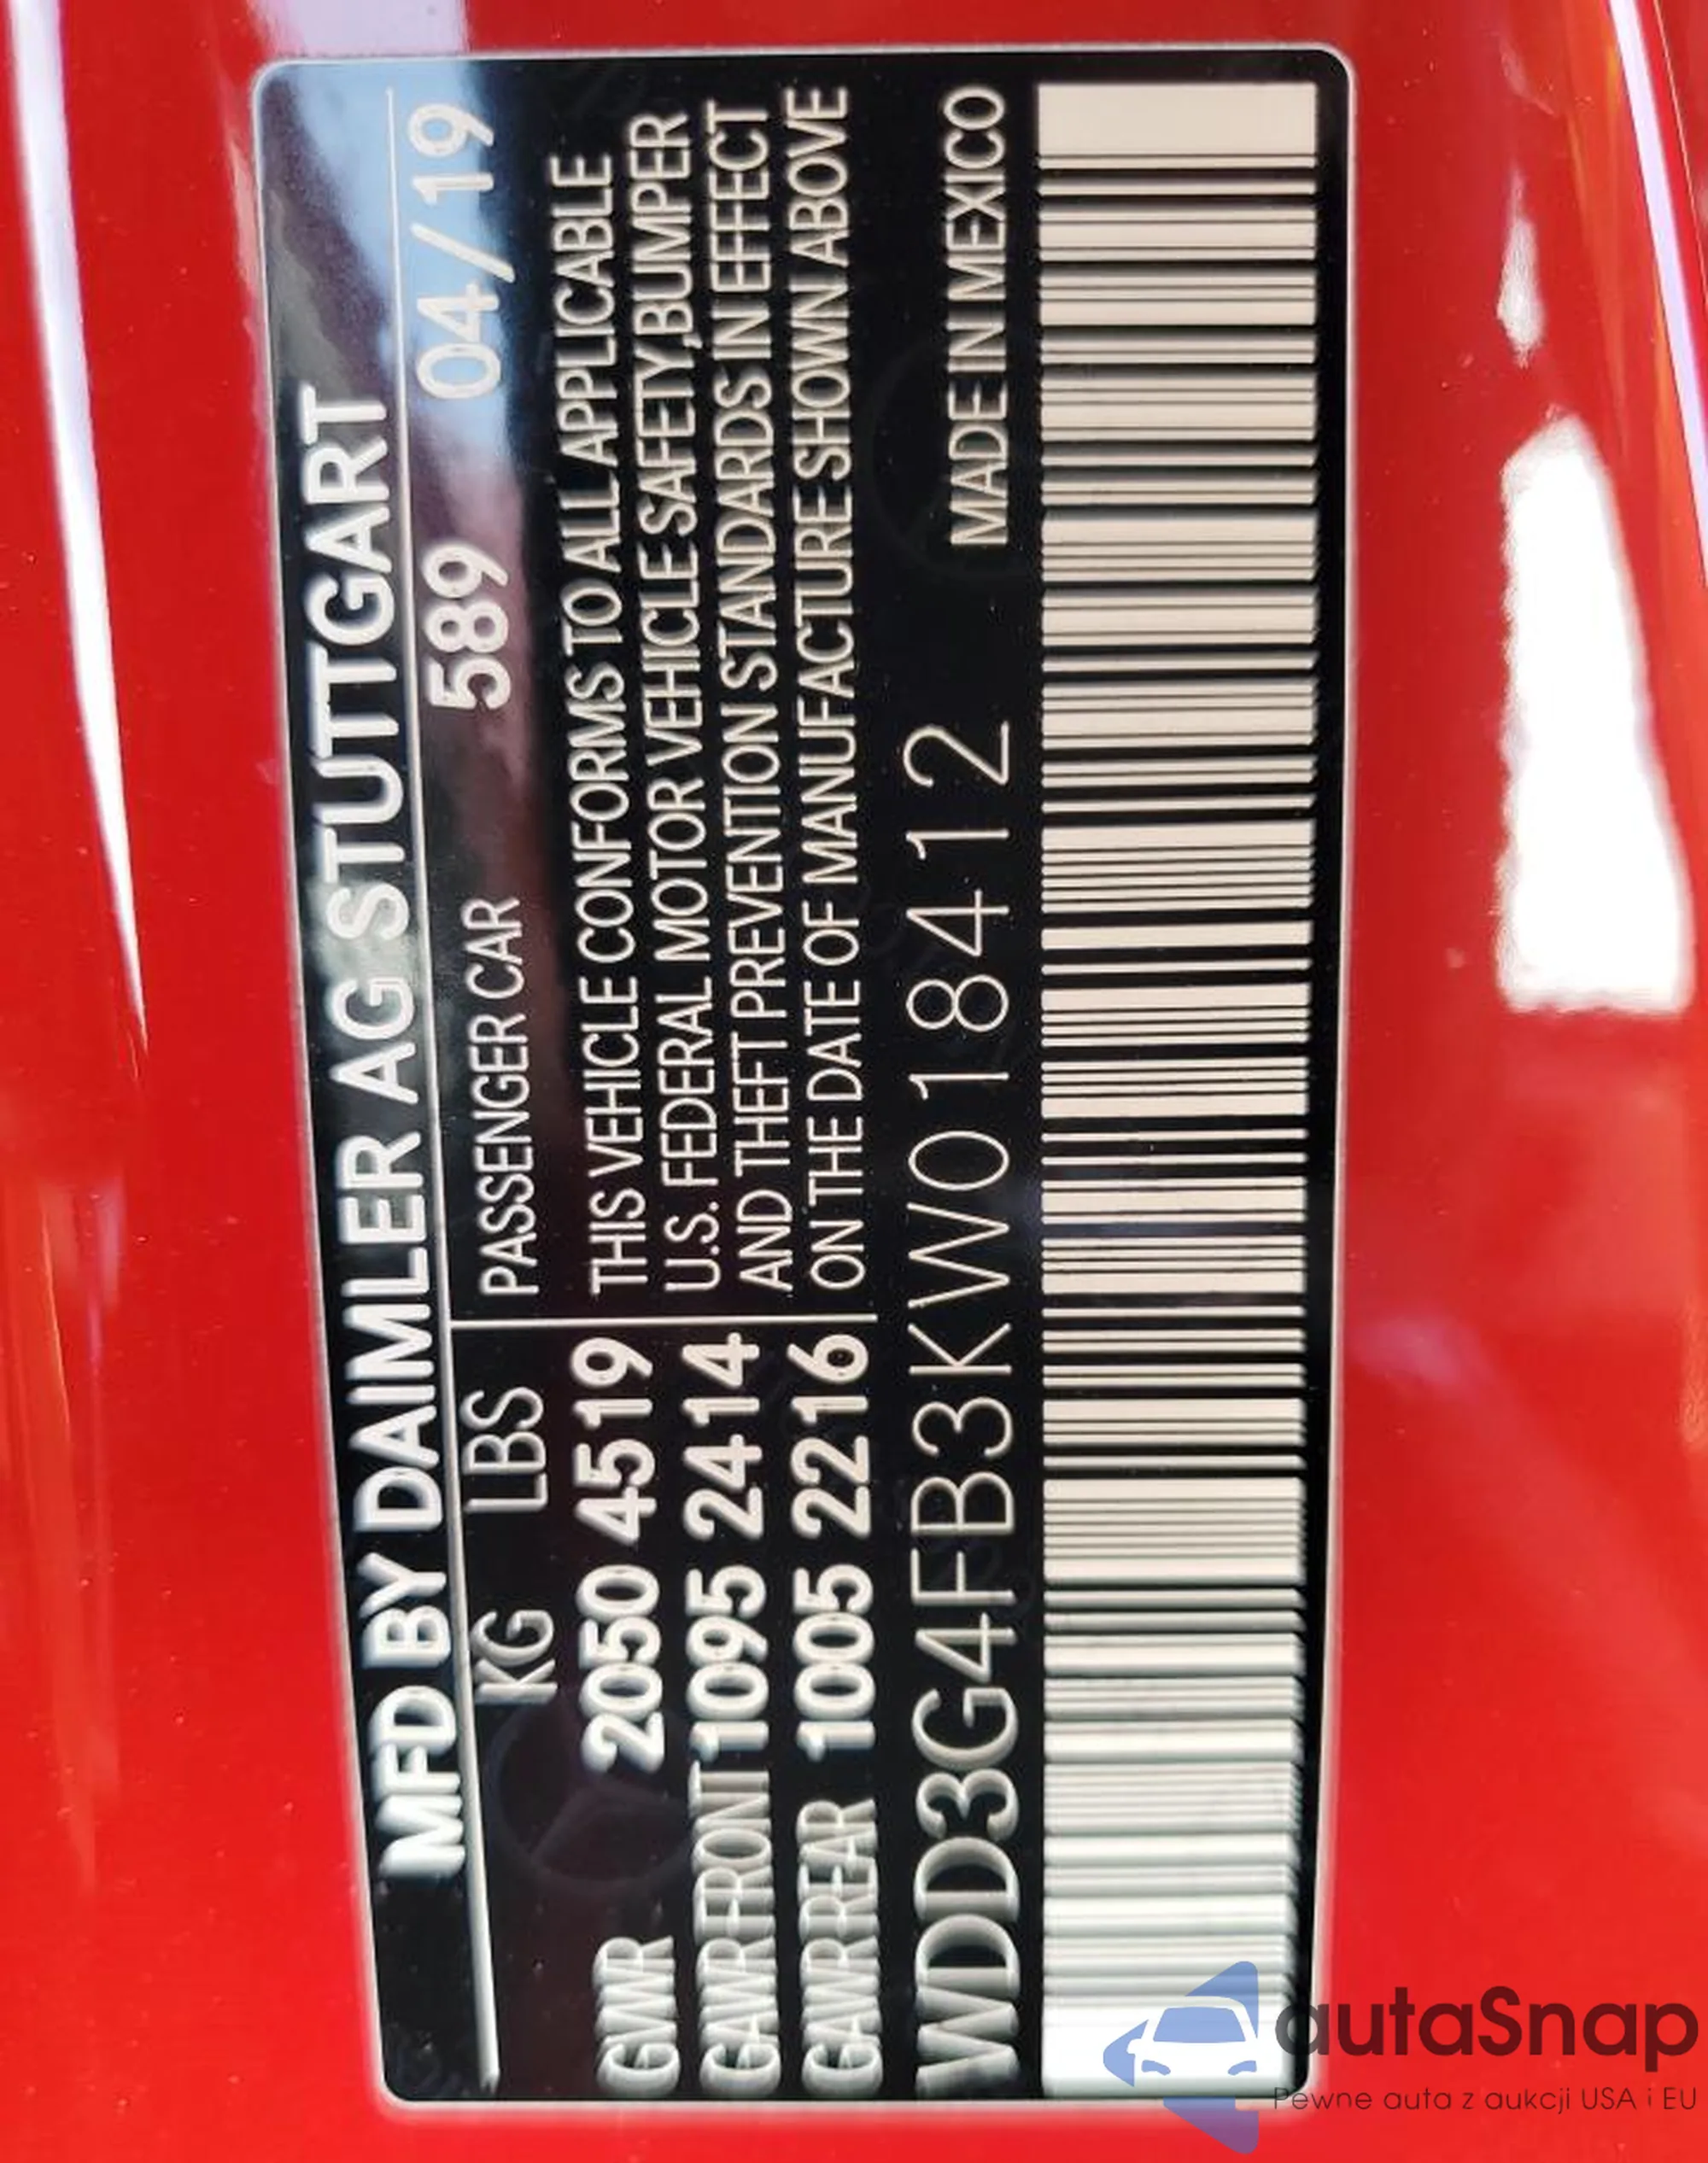 MFD BY DAIMLER AG STUTTGART
KG LBS PASSENGER CAR 589 04/19
GVWR 2050 4519 THIS VEHICLE CONFORMS TO ALL APPLICABLE
GAWR FRONT 1095 2414 U.S. FEDERAL MOTOR VEHICLE SAFETY,BUMPER
GAWR REAR 1005 2216 AND THEFT PREVENTION STANDARDS IN EFFECT
ON THE DATE OF MANUFACTURE SHOWN ABOVE
MADE IN MEXICO
WDD3G4FB3KW018412
autaSnap
Pewne auta z aukcji USA i EU